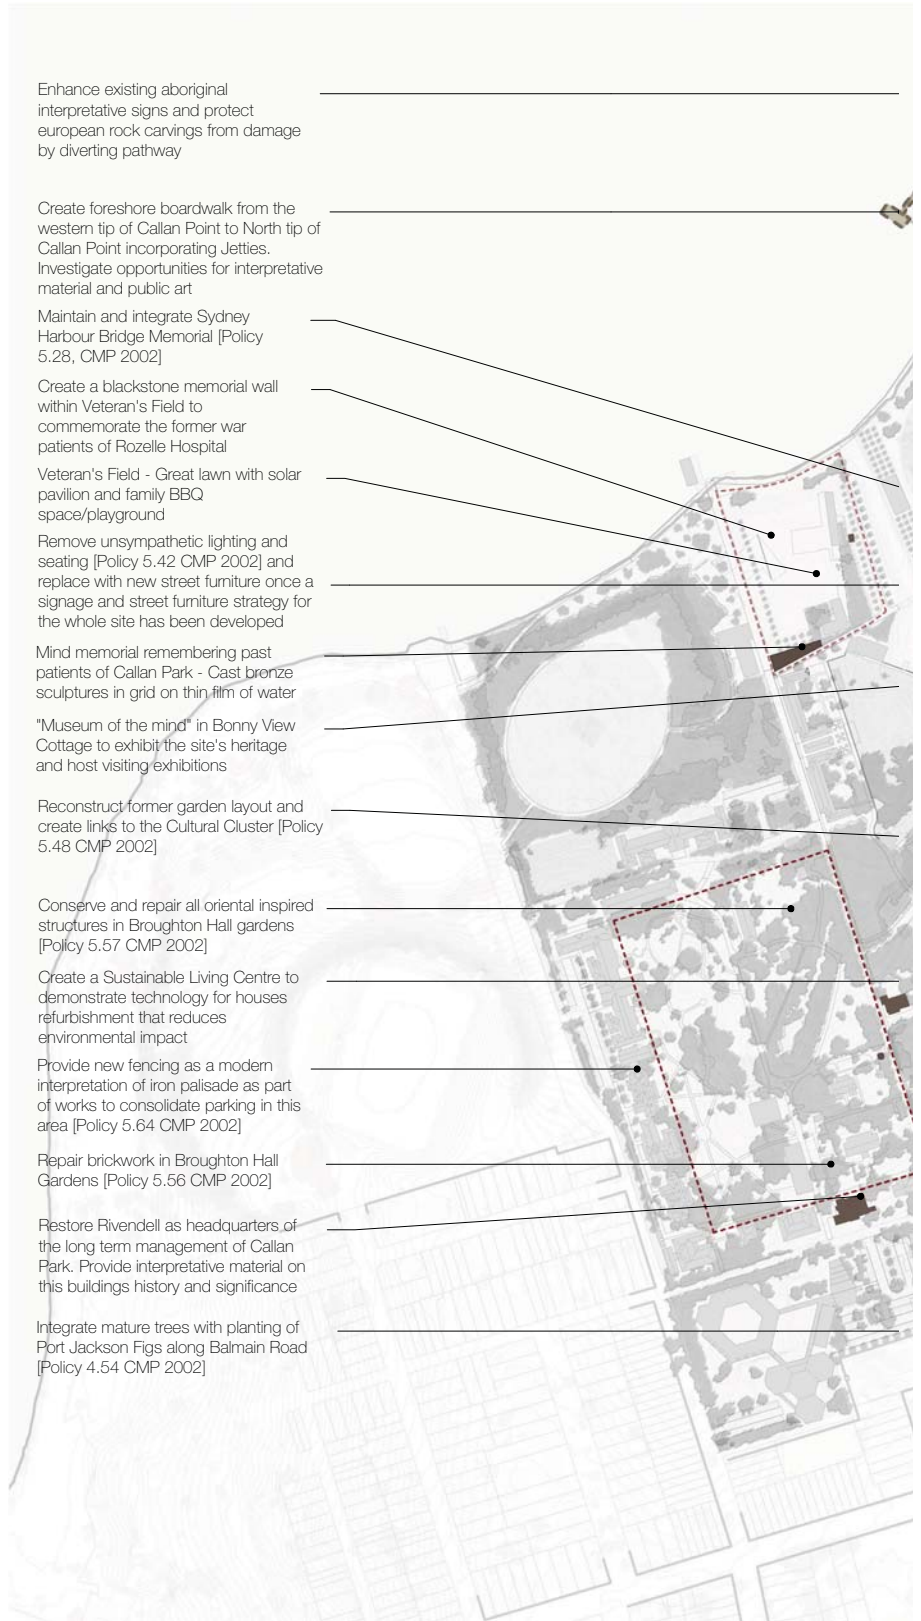 Enhance existing aboriginal
interpretative signs and protect
european rock carvings from damage
by diverting pathway
Create foreshore boardwalk from the
western tip of Callan Point to North tip of
Callan Point incorporating Jetties.
Investigate opportunities for interpretative
material and public art
Maintain and integrate Sydney
Harbour Bridge Memorial [Policy
5.28, CMP 2002]
Create a blackstone memorial wall
within Veteran's Field to
commemorate the former war
patients of Rozelle Hospital
Veteran's Field - Great lawn with solar
pavilion and family BBQ
space/playground
Remove unsympathetic lighting and
seating [Policy 5.42 CMP 2002] and
replace with new street furniture once a
signage and street furniture strategy for
the whole site has been developed
Mind memorial remembering past
patients of Callan Park - Cast bronze
sculptures in grid on thin film of water
"Museum of the mind" in Bonny View
Cottage to exhibit the site's heritage
and host visiting exhibitions
Reconstruct former garden layout and
create links to the Cultural Cluster [Policy
5.48 CMP 2002]
Conserve and repair all oriental inspired
structures in Broughton Hall gardens
[Policy 5.57 CMP 2002]
Create a Sustainable Living Centre to
demonstrate technology for houses
refurbishment that reduces
environmental impact
Provide new fencing as a modern
interpretation of iron palisade as part
of works to consolidate parking in this
area [Policy 5.64 CMP 2002]
Repair brickwork in Broughton Hall
Gardens [Policy 5.56 CMP 2002]
Restore Rivendell as headquarters of
the long term management of Callan
Park. Provide interpretative material on
this buildings history and significance
Integrate mature trees with planting of
Port Jackson Figs along Balmain Road
[Policy 4.54 CMP 2002]